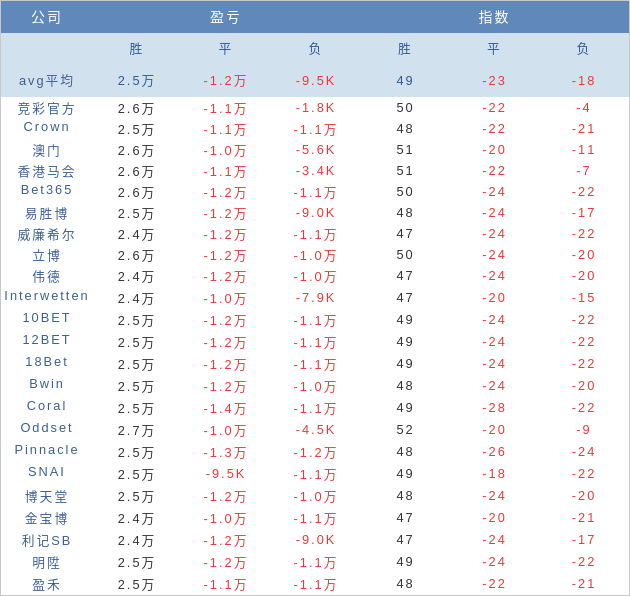 公司 盈亏 指数
胜 平 负 胜 平 负
avg平均 2.5万 -1.2万 -9.5K 49 -23 -18
竞彩官方 2.6万 -1.1万 -1.8K 50 -22 -4
Crown 2.5万 -1.1万 -1.1万 48 -22 -21
澳门 2.6万 -1.0万 -5.6K 51 -20 -11
香港马会 2.6万 -1.1万 -3.4K 51 -22 -7
Bet365 2.6万 -1.2万 -1.1万 50 -24 -22
易胜博 2.5万 -1.2万 -9.0K 48 -24 -17
威廉希尔 2.4万 -1.2万 -1.1万 47 -24 -22
立博 2.6万 -1.2万 -1.0万 50 -24 -20
伟德 2.4万 -1.2万 -1.0万 47 -24 -20
Interwetten 2.4万 -1.0万 -7.9K 47 -20 -15
10BET 2.5万 -1.2万 -1.1万 49 -24 -22
12BET 2.5万 -1.2万 -1.1万 49 -24 -22
18Bet 2.5万 -1.2万 -1.1万 49 -24 -22
Bwin 2.5万 -1.2万 -1.0万 48 -24 -20
Coral 2.5万 -1.4万 -1.1万 49 -28 -22
Oddset 2.7万 -1.0万 -4.5K 52 -20 -9
Pinnacle 2.5万 -1.3万 -1.2万 48 -26 -24
SNAI 2.5万 -9.5K -1.1万 49 -18 -22
博天堂 2.5万 -1.2万 -1.0万 48 -24 -20
金宝博 2.4万 -1.0万 -1.1万 47 -20 -21
利记SB 2.4万 -1.2万 -9.0K 47 -24 -17
明陞 2.5万 -1.2万 -1.1万 49 -24 -22
盈禾 2.5万 -1.1万 -1.1万 48 -22 -21